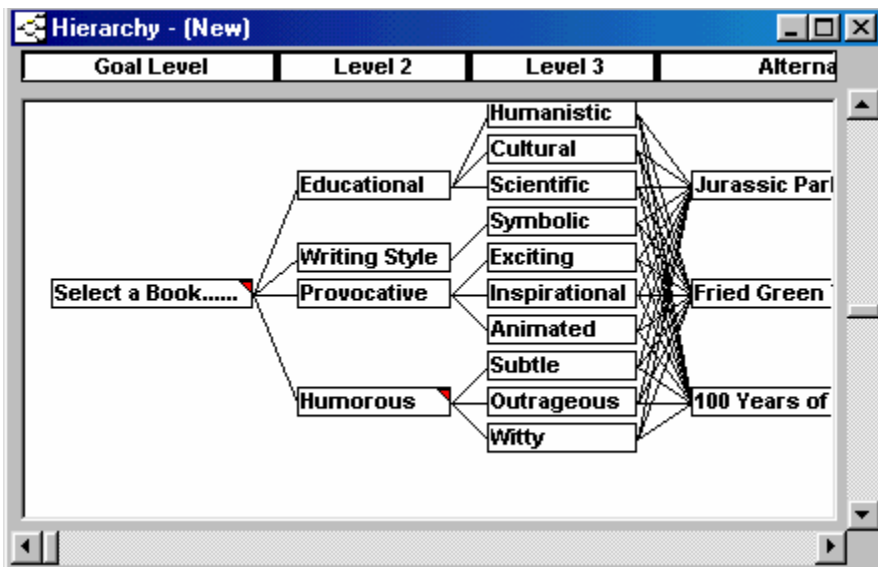 Hierarchy - (New)
Goal Level
Level 2
Level 3
Alterna
Select a Book......
Educational
Writing Style
Provocative
Humorous
Humanistic
Cultural
Scientific
Symbolic
Exciting
Inspirational
Animated
Subtle
Outrageous
Witty
Jurassic Parl
Fried Green
100 Years of